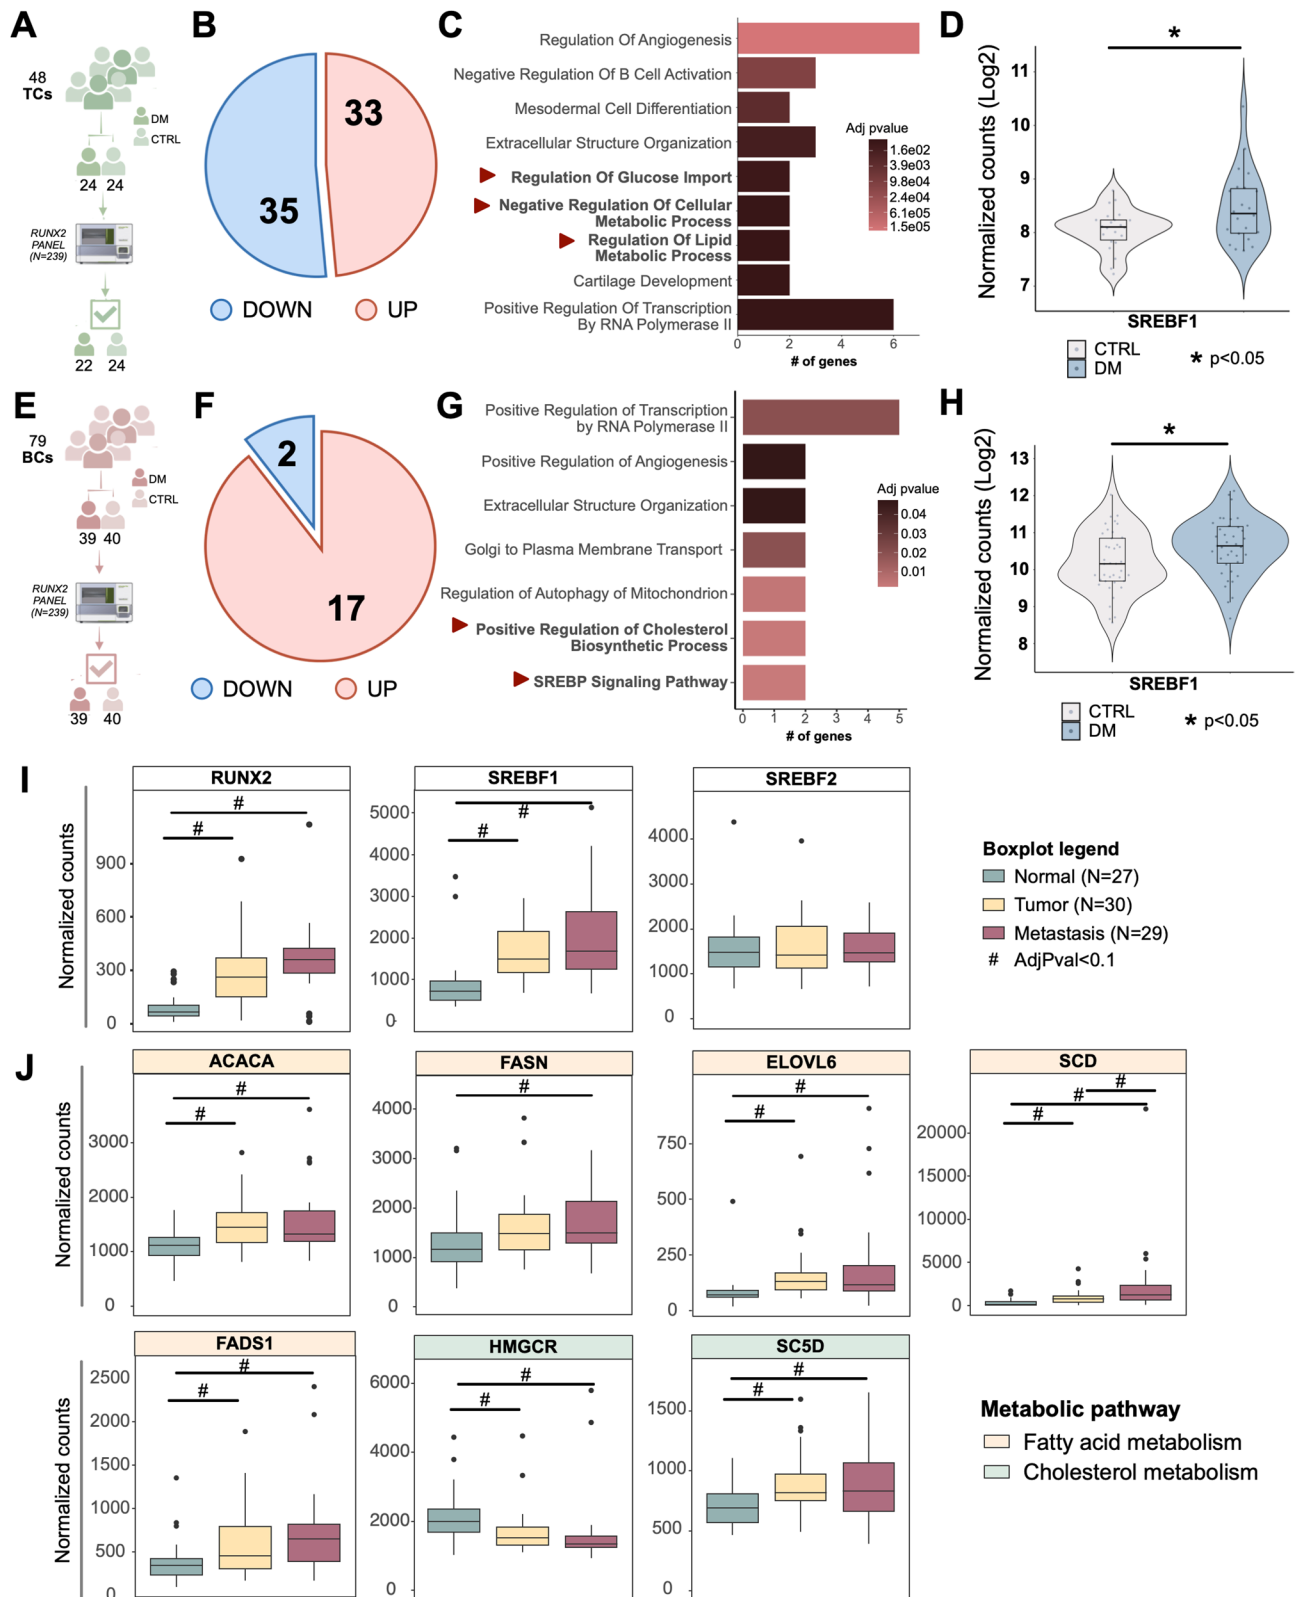 A
48
TCs
DM
CTRL
24 24
RUNX2
PANEL
(N=239)
22 24
B
33
35
DOWN UP
C
Regulation Of Angiogenesis
Negative Regulation Of B Cell Activation
Mesodermal Cell Differentiation
Extracellular Structure Organization
Regulation Of Glucose Import
Negative Regulation Of Cellular
Metabolic Process
Regulation Of Lipid
Metabolic Process
Cartilage Development
Positive Regulation Of Transcription
By RNA Polymerase II
0 2 4 6
# of genes
Adj pvalue
1.6e02
3.9e03
9.8e04
2.4e04
6.1e05
1.5e05
D
*
Normalized counts (Log2)
11
10
9
8
7
SREBF1
CTRL
DM
* p<0.05
E
79
BCs
DM
CTRL
39 40
RUNX2
PANEL
(N=239)
39 40
F
2
17
DOWN UP
G
Positive Regulation of Transcription
by RNA Polymerase II
Positive Regulation of Angiogenesis
Extracellular Structure Organization
Golgi to Plasma Membrane Transport
Regulation of Autophagy of Mitochondrion
Positive Regulation of Cholesterol
Biosynthetic Process
SREBP Signaling Pathway
0 1 2 3 4 5
# of genes
Adj pvalue
0.04
0.03
0.02
0.01
H
*
Normalized counts (Log2)
13
12
11
10
9
8
SREBF1
CTRL
DM
* p<0.05
I
Normalized counts
RUNX2
#
#
900
600
300
0
SREBF1
#
#
5000
4000
3000
2000
1000
0
SREBF2
4000
3000
2000
1000
0
Boxplot legend
Normal (N=27)
Tumor (N=30)
Metastasis (N=29)
# AdjPval<0.1
J
Normalized counts
ACACA
#
#
3000
2000
1000
0
FASN
#
4000
3000
2000
1000
0
ELOVL6
#
#
750
500
250
0
SCD
#
#
#
20000
15000
10000
5000
0
Normalized counts
FADS1
#
#
2500
2000
1500
1000
500
0
HMGCR
#
#
6000
4000
2000
0
SC5D
#
#
1500
1000
500
0
Metabolic pathway
Fatty acid metabolism
Cholesterol metabolism